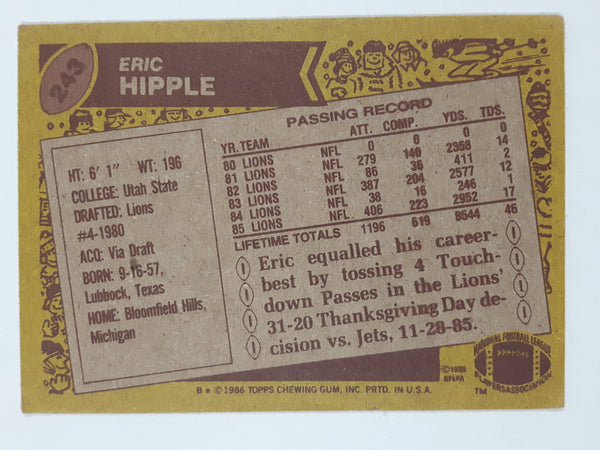 243
ERIC
HIPPLE
HT: 6' 1" WT: 196
COLLEGE: Utah State
DRAFTED: Lions
#4-1980
ACQ: Via Draft
BORN: 9-16-57,
Lubbock, Texas
HOME: Bloomfield Hills,
Michigan
PASSING RECORD
YR. TEAM ATT. COMP. YDS. TDS.
80 LIONS NFL 0 0 0 0
81 LIONS NFL 279 140 2358 14
82 LIONS NFL 86 36 411 2
83 LIONS NFL 387 204 2577 12
84 LIONS NFL 38 16 246 1
85 LIONS NFL 406 223 2952 17
LIFETIME TOTALS 1196 619 8544 46
Eric equalled his career-
best by tossing 4 Touch-
down Passes in the Lions'
31-20 Thanksgiving Day de-
cision vs. Jets, 11-28-85.
B* © 1986 TOPPS CHEWING GUM, INC. PRTD. IN U.S.A.
NFLPA
NATIONAL FOOTBALL LEAGUE
PLAYERS ASSOCIATION
TM